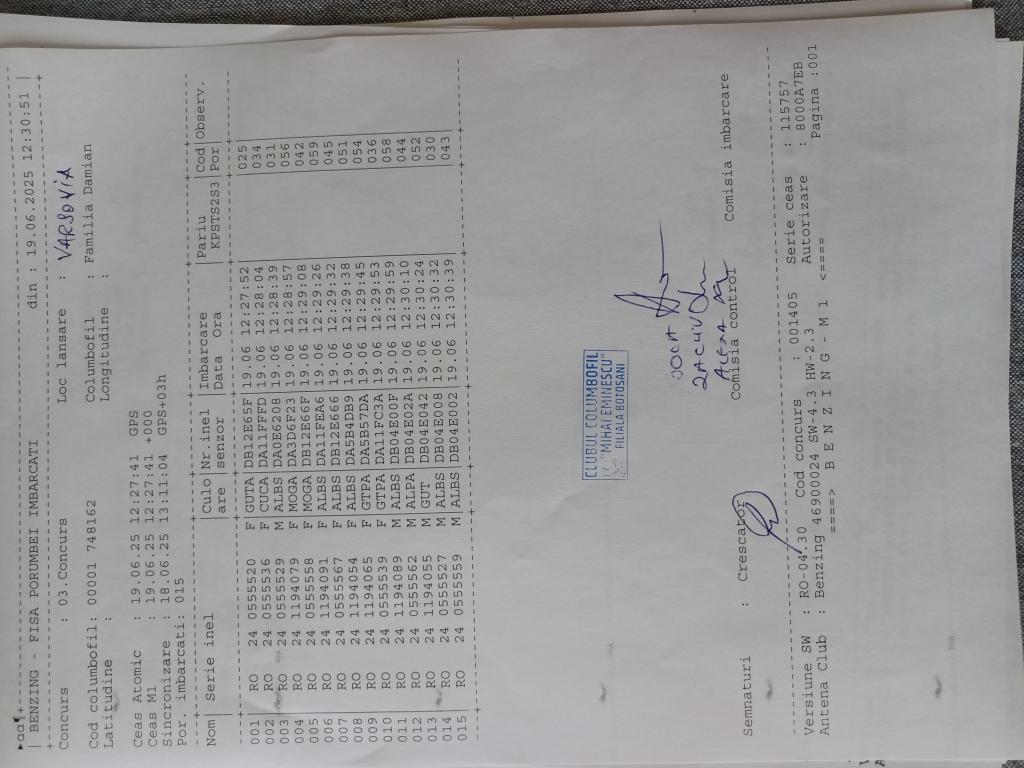 ▸αα¶+
| BENZING - FISA PORUMBEI IMBARCATI din : 19.06.2025 12:30:51 |
Concurs : 03.Concurs Loc lansare : VARSOVIA
Cod columbofil: 00001 748162 Columbofil : Familia Damian
Latitudine : Longitudine :
Ceas Atomic : 19.06.25 12:27:41 GPS
Ceas M1 : 19.06.25 12:27:41 +000
Sincronizare : 18.06.25 13:11:04 GPS+03h
Por. imbarcati: 015
Nom | Serie inel |Culo|Nr.inel |Imbarcare |Pariu |Cod|Observ.
|are |senzor |Data Ora |KPSTS2S3|Por|
001 | RO 24 0555520 F|GUTA|DB12E65F|19.06 12:27:52| |025
002 | RO 24 0555536 F|CUCA|DA11FFFD|19.06 12:28:04| |034
003 | RO 24 0555529 M|ALBS|DA0E6208|19.06 12:28:39| |031
004 | RO 24 1194079 F|MOGA|DA3D6E23|19.06 12:28:57| |056
005 | RO 24 0555558 F|MOGA|DB12E66F|19.06 12:29:08| |042
006 | RO 24 1194091 F|ALBS|DA11FEA6|19.06 12:29:26| |059
007 | RO 24 0555567 F|ALBS|DB12E666|19.06 12:29:32| |045
008 | RO 24 1194054 F|ALBS|DA5B4DB9|19.06 12:29:38| |051
009 | RO 24 1194065 F|GTPA|DA5B57DA|19.06 12:29:45| |054
010 | RO 24 0555539 F|GTPA|DA11FC3A|19.06 12:29:53| |036
011 | RO 24 1194089 M|ALBS|DB04E00F|19.06 12:29:59| |058
012 | RO 24 0555562 M|ALPA|DB04E02A|19.06 12:30:10| |044
013 | RO 24 1194055 M|GUT |DB04E042|19.06 12:30:24| |052
014 | RO 24 0555527 M|ALBS|DB04E008|19.06 12:30:32| |030
015 | RO 24 0555559 M|ALBS|DB04E002|19.06 12:30:39| |043
CLUBUL COLUMBOFIL
"MIHAI EMINESCU"
FILIALA BOTOSANI
Semnaturi : Crescator Comisia control Comisia imbarcare
Versiune SW : RO-04.30 Cod concurs : 001405 Serie ceas : 115757
Antena Club : Benzing 46900024 SW-4.3 HW-2.3 Autorizare : 8000A7EB
====> B E N Z I N G - M 1 <==== Pagina :001